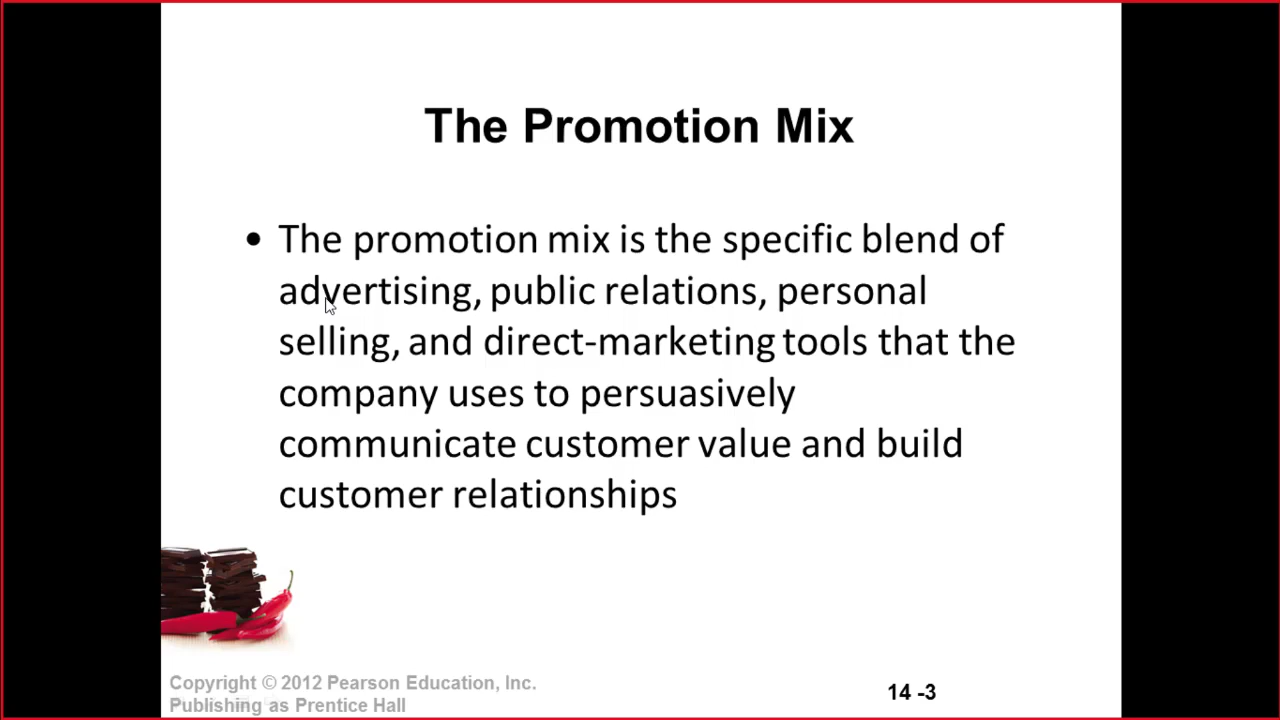 The Promotion Mix
• The promotion mix is the specific blend of
advertising, public relations, personal
selling, and direct-marketing tools that the
company uses to persuasively
communicate customer value and build
customer relationships
Copyright © 2012 Pearson Education, Inc.
Publishing as Prentice Hall
14 -3